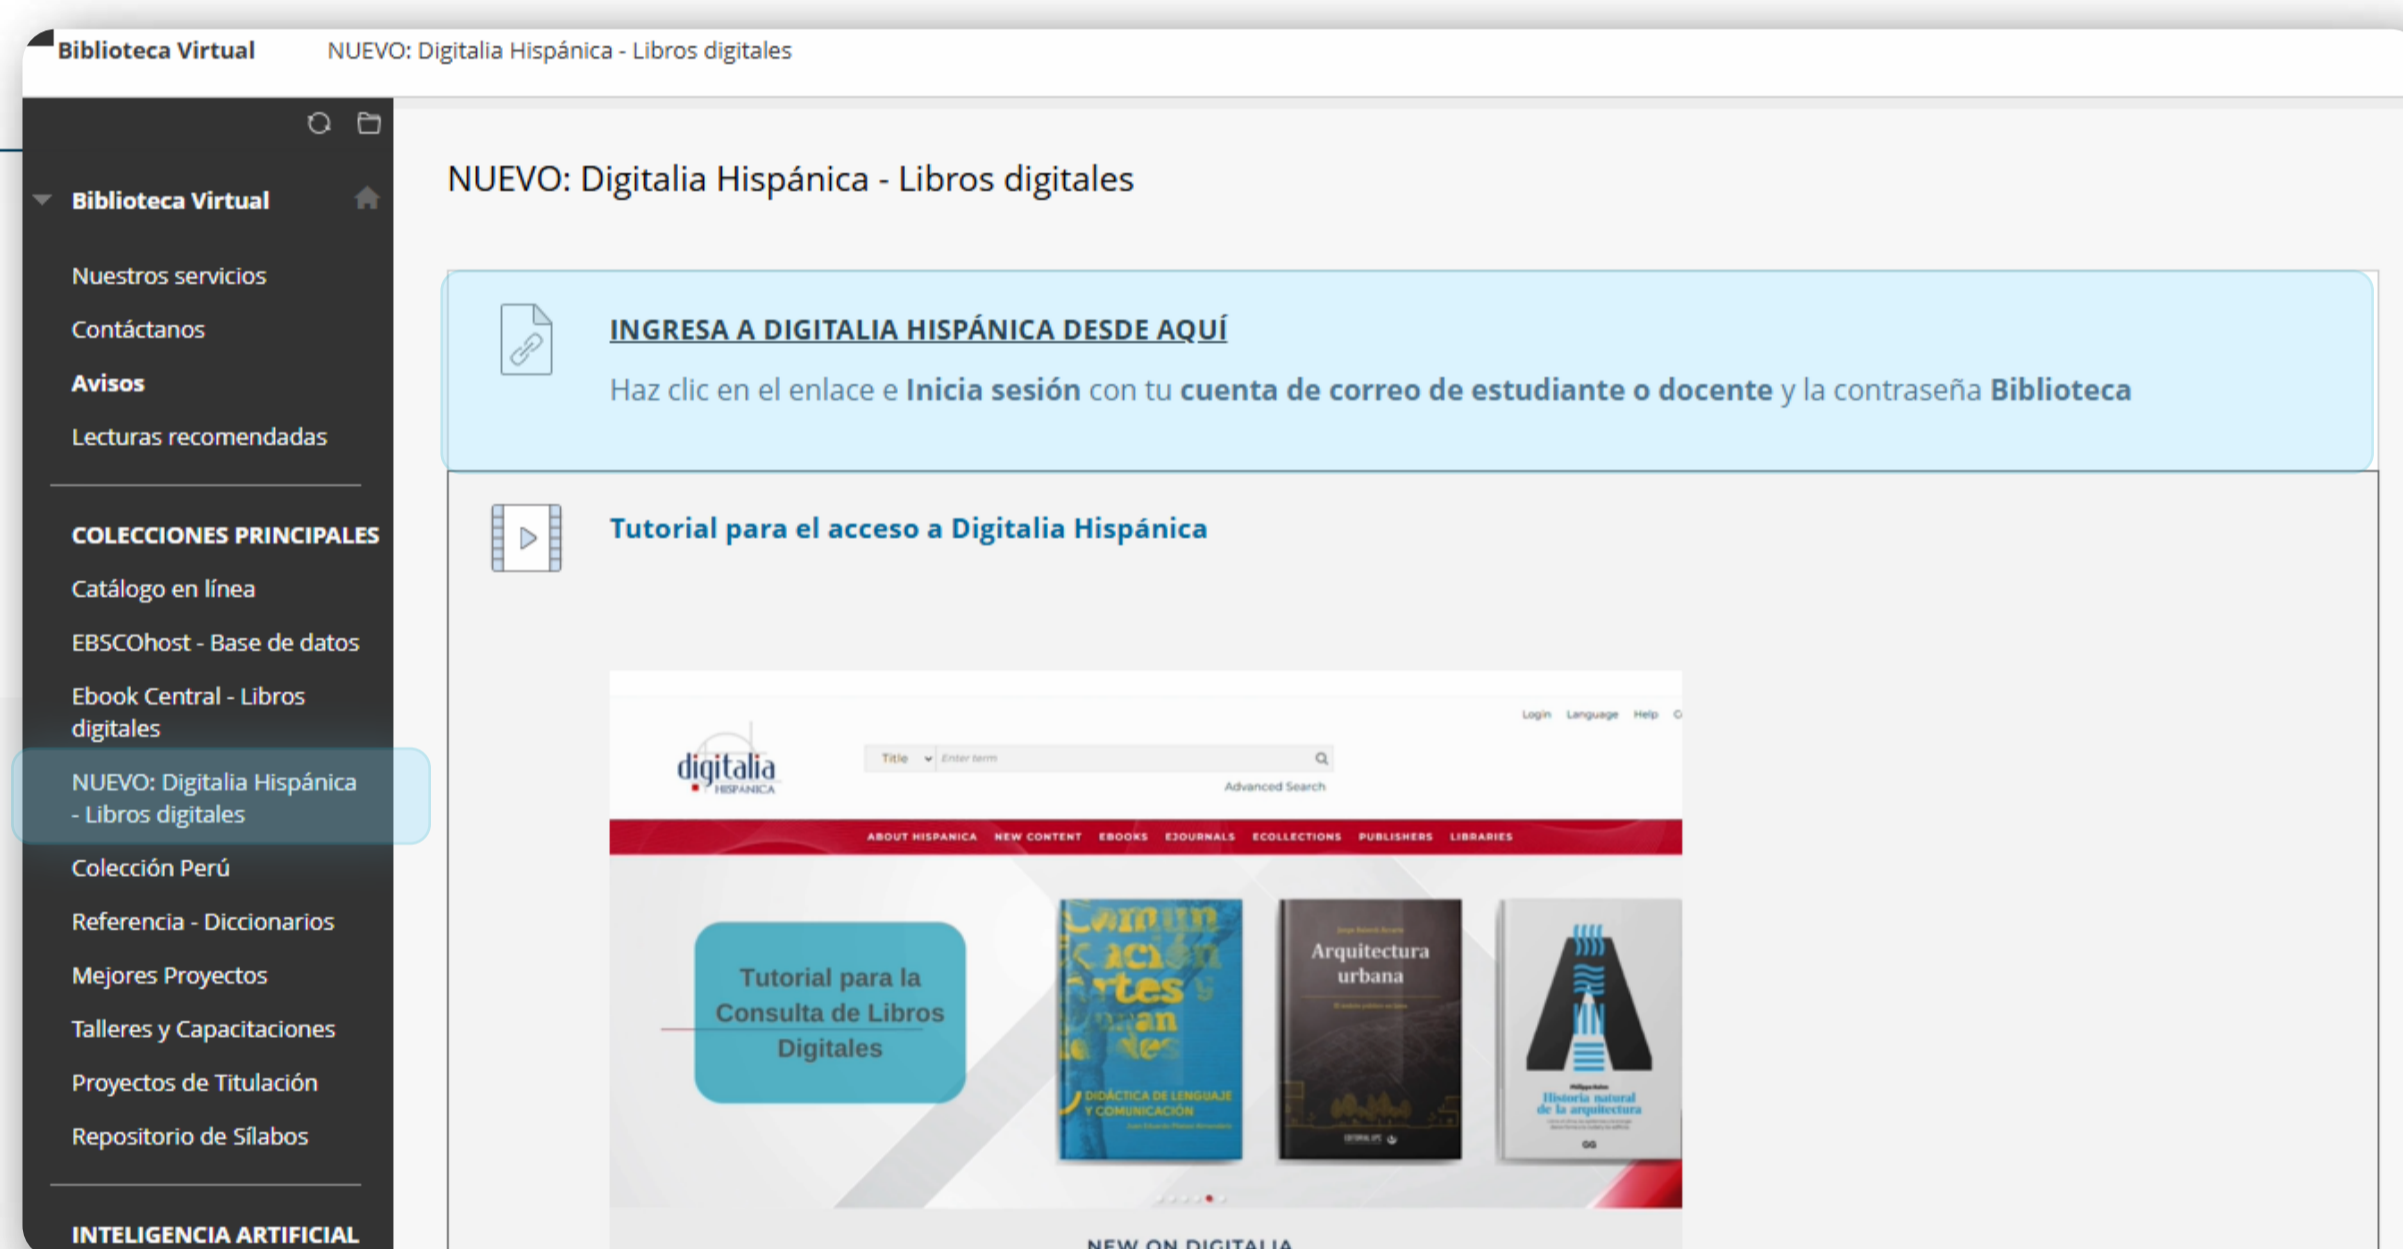 Biblioteca Virtual
NUEVO: Digitalia Hispánica - Libros digitales
Biblioteca Virtual
Nuestros servicios
Contáctanos
Avisos
Lecturas recomendadas
COLECCIONES PRINCIPALES
Catálogo en línea
EBSCOhost - Base de datos
Ebook Central - Libros
digitales
NUEVO: Digitalia Hispánica
- Libros digitales
Colección Perú
Referencia - Diccionarios
Mejores Proyectos
Talleres y Capacitaciones
Proyectos de Titulación
Repositorio de Sílabos
INTELIGENCIA ARTIFICIAL
NUEVO: Digitalia Hispánica - Libros digitales
INGRESA A DIGITALIA HISPÁNICA DESDE AQUÍ
Haz clic en el enlace e Inicia sesión con tu cuenta de correo de estudiante o docente y la contraseña Biblioteca
Tutorial para el acceso a Digitalia Hispánica
Login Language Help
digitalia
HISPANICA
Title Enter term
Advanced Search
ABOUT HISPANICA NEW CONTENT EBOOKS EJOURNALS ECOLLECTIONS PUBLISHERS LIBRARIES
Tutorial para la
Consulta de Libros
Digitales
DIDÁCTICA DE LENGUAJE
Y COMUNICACIÓN
Arquitectura
urbana
EDITORIAL UPC
Historia natural
de la arquitectura
GG
NEW ON DIGITALIA